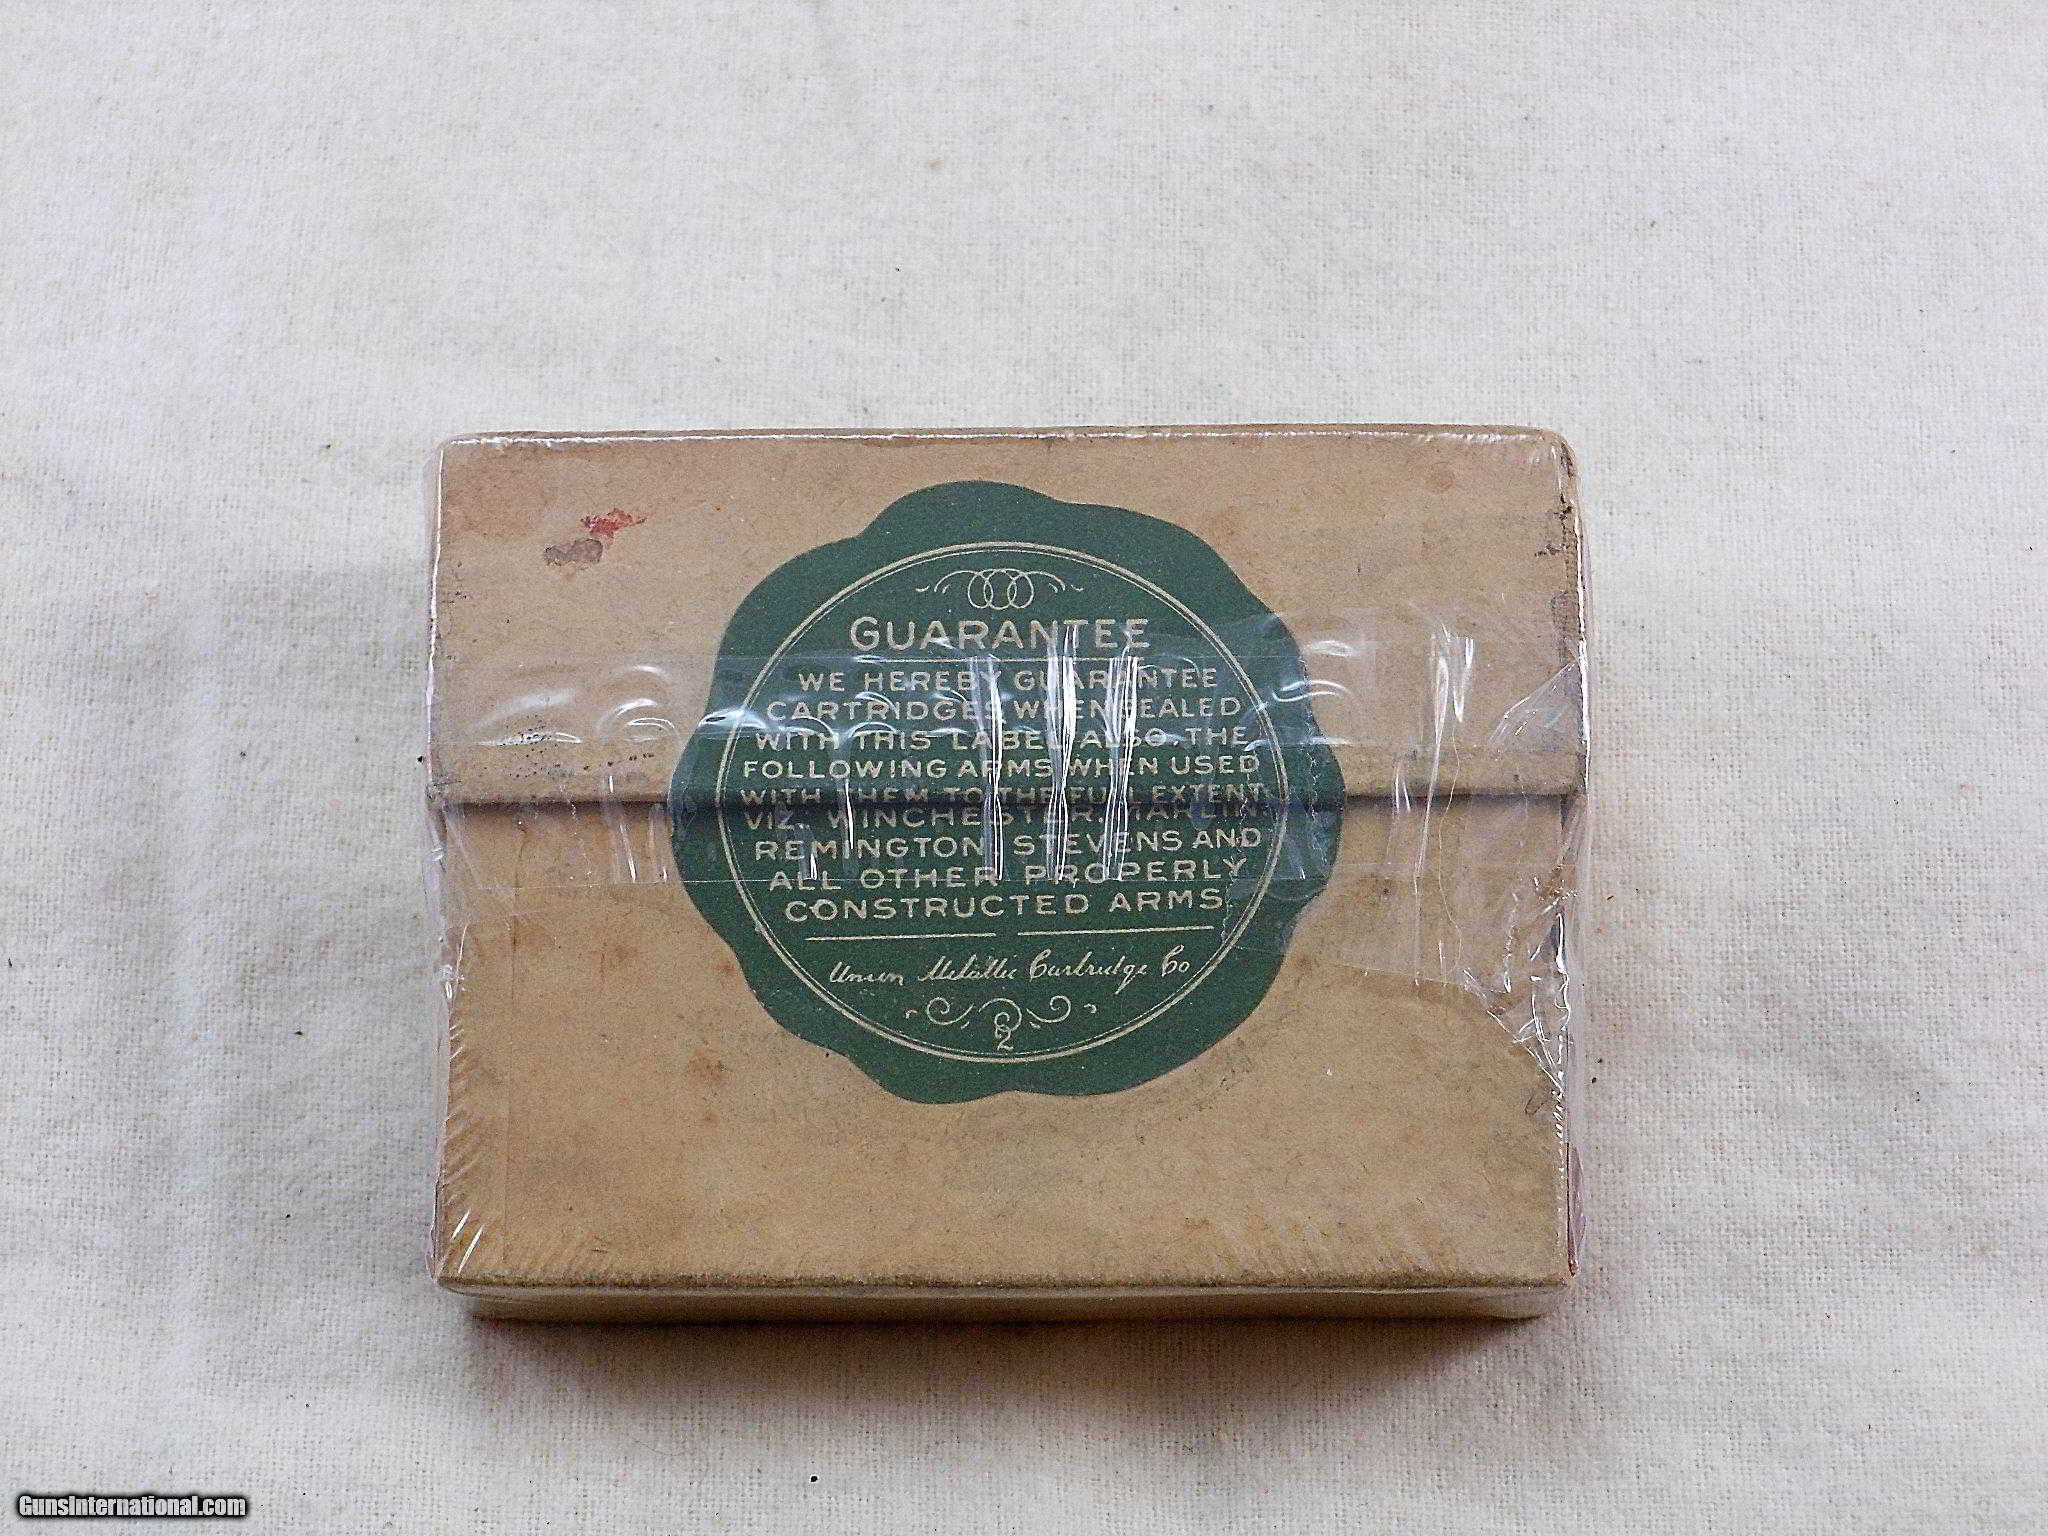 GUARANTEE
WE HEREBY GUARANTEE
CARTRIDGES WHEN SEALED
WITH THIS LABEL ALSO, THE
FOLLOWING ARMS WHEN USED
WITH THEM TO THE FULL EXTENT
VIZ. WINCHESTER, MARLIN.
REMINGTON, STEVENS AND
ALL OTHER PROPERLY
CONSTRUCTED ARMS.
Union Metallic Cartridge Co
2
GunsInternational.com